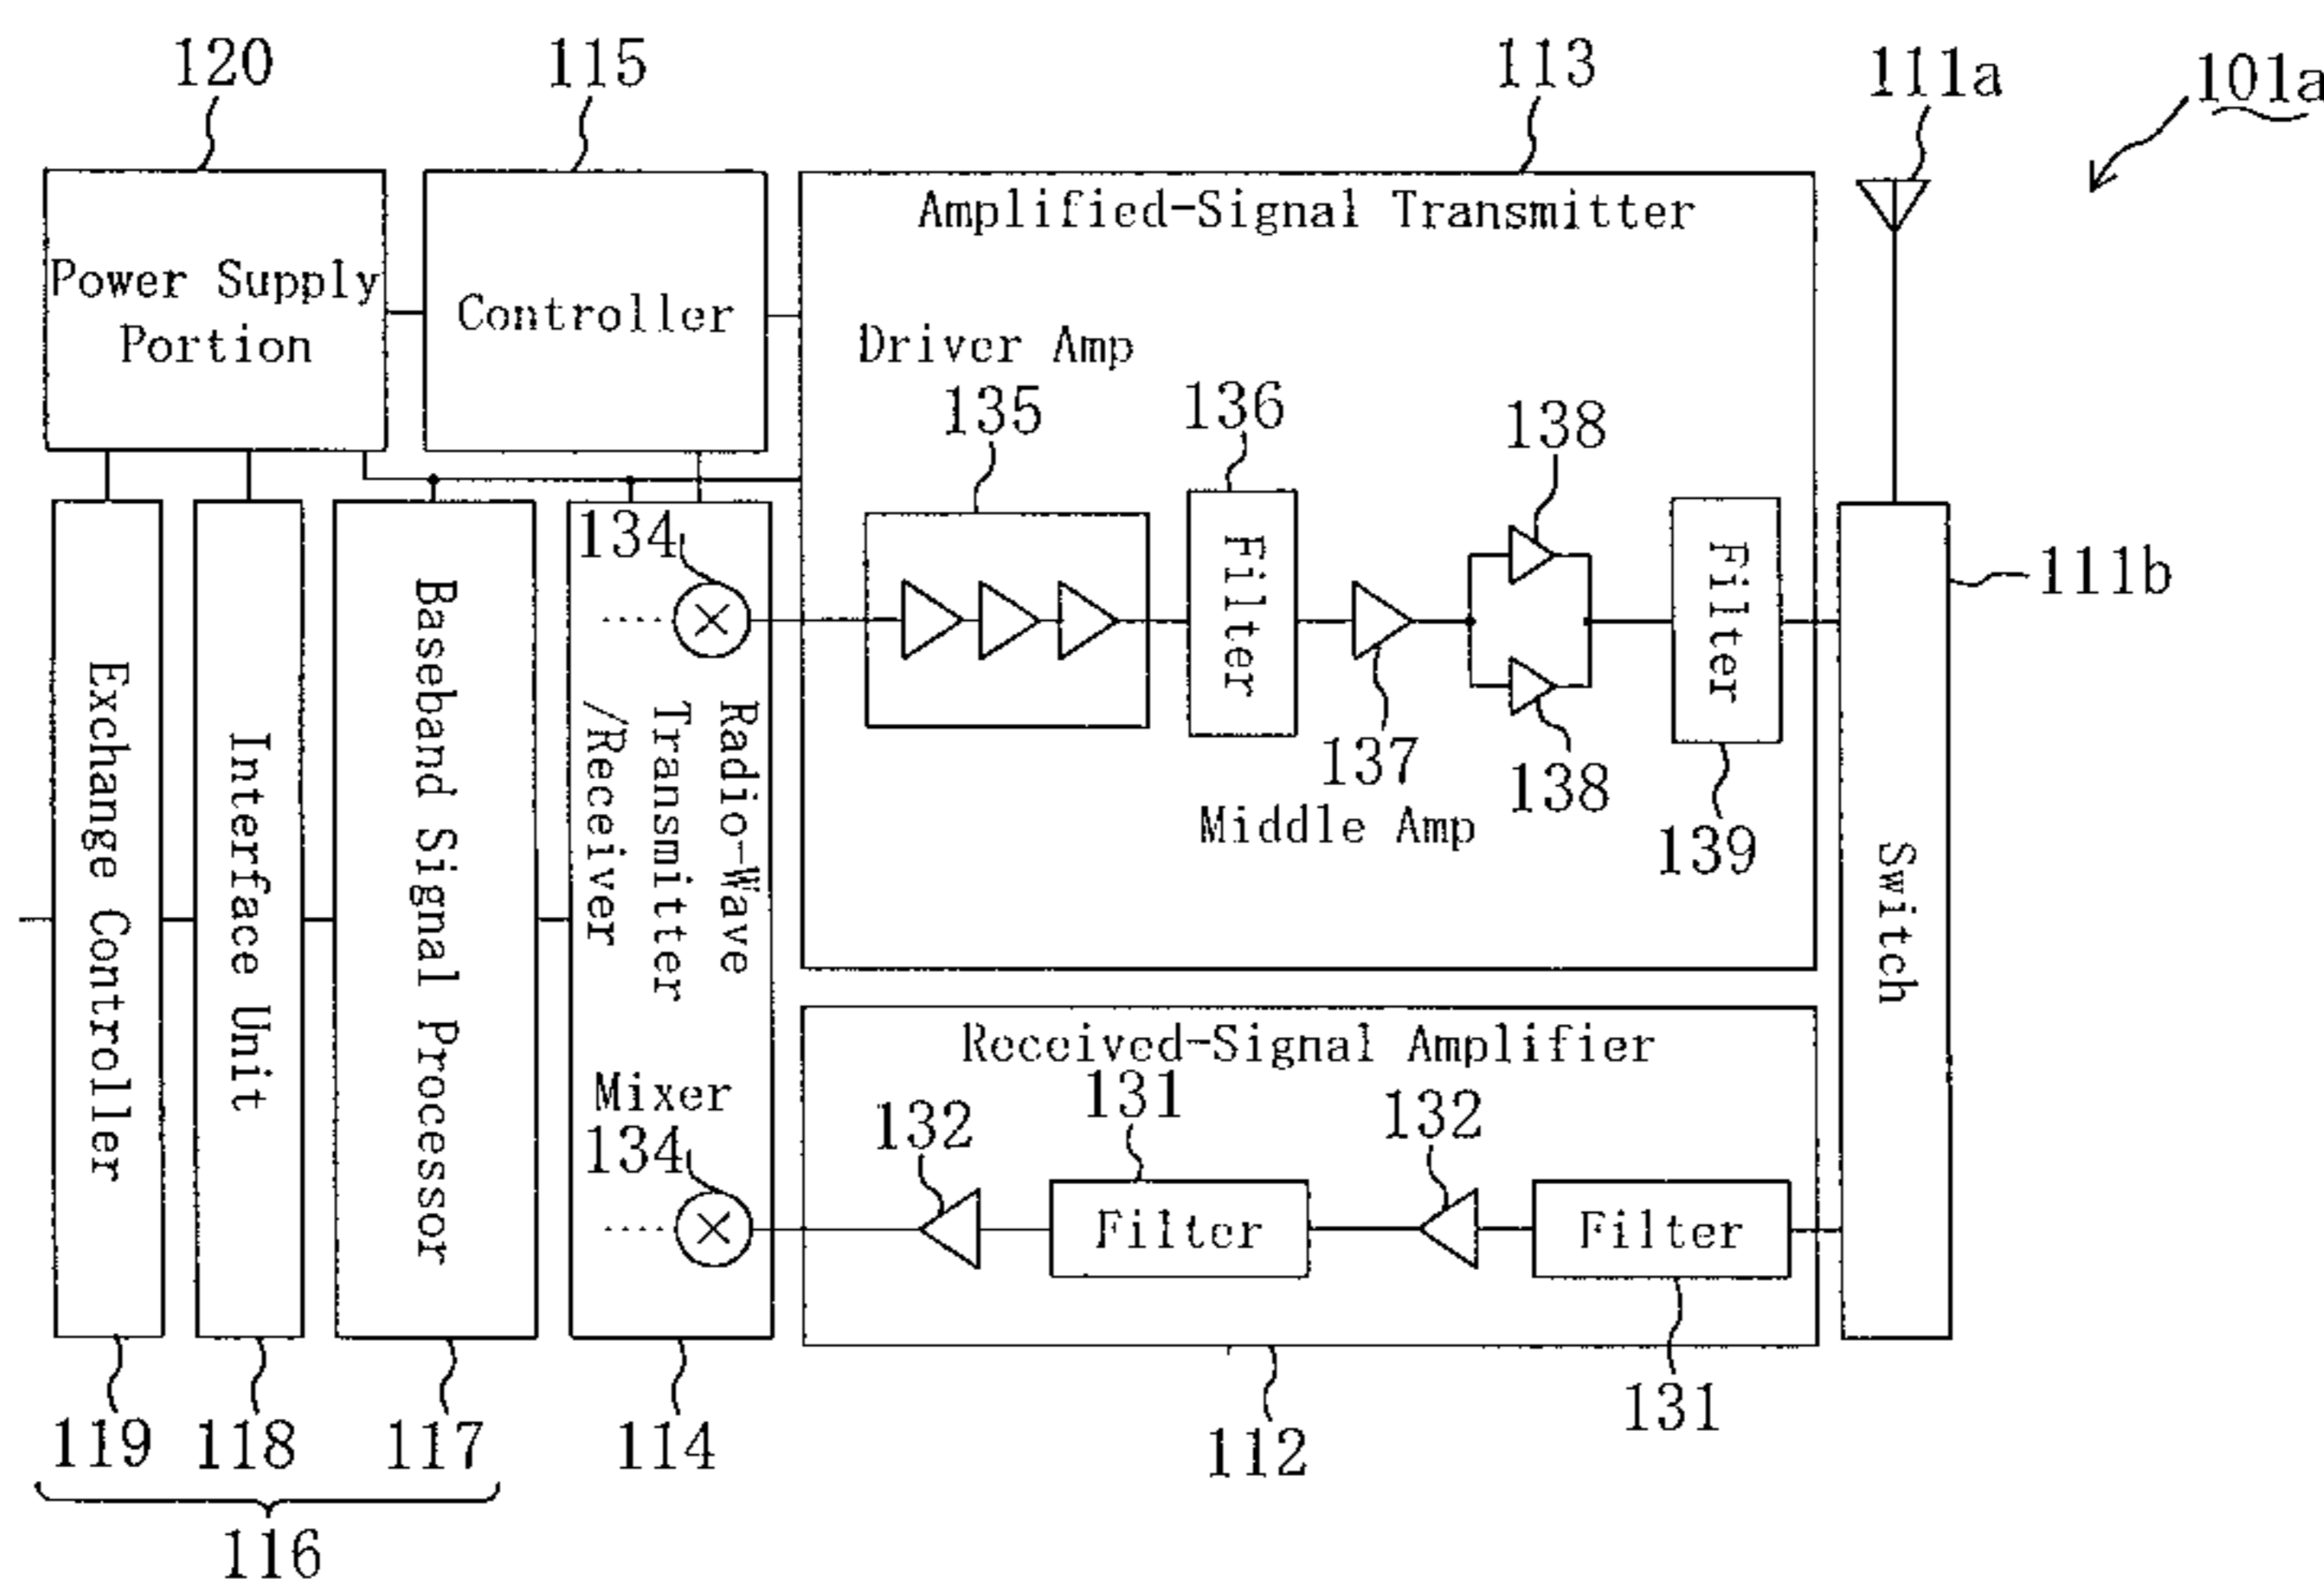 120
115
113
111a
101a
Power Supply
Portion
Controller
Amplified-Signal Transmitter
Driver Amp
135
136
138
Filter
137
Middle Amp
138
Filter
139
111b
Switch
Exchange Controller
Interface Unit
Baseband Signal Processor
134
Radio-Wave
Transmitter
/Receiver
Mixer
134
Received-Signal Amplifier
132
131
Filter
132
Filter
131
119
118
117
114
112
116